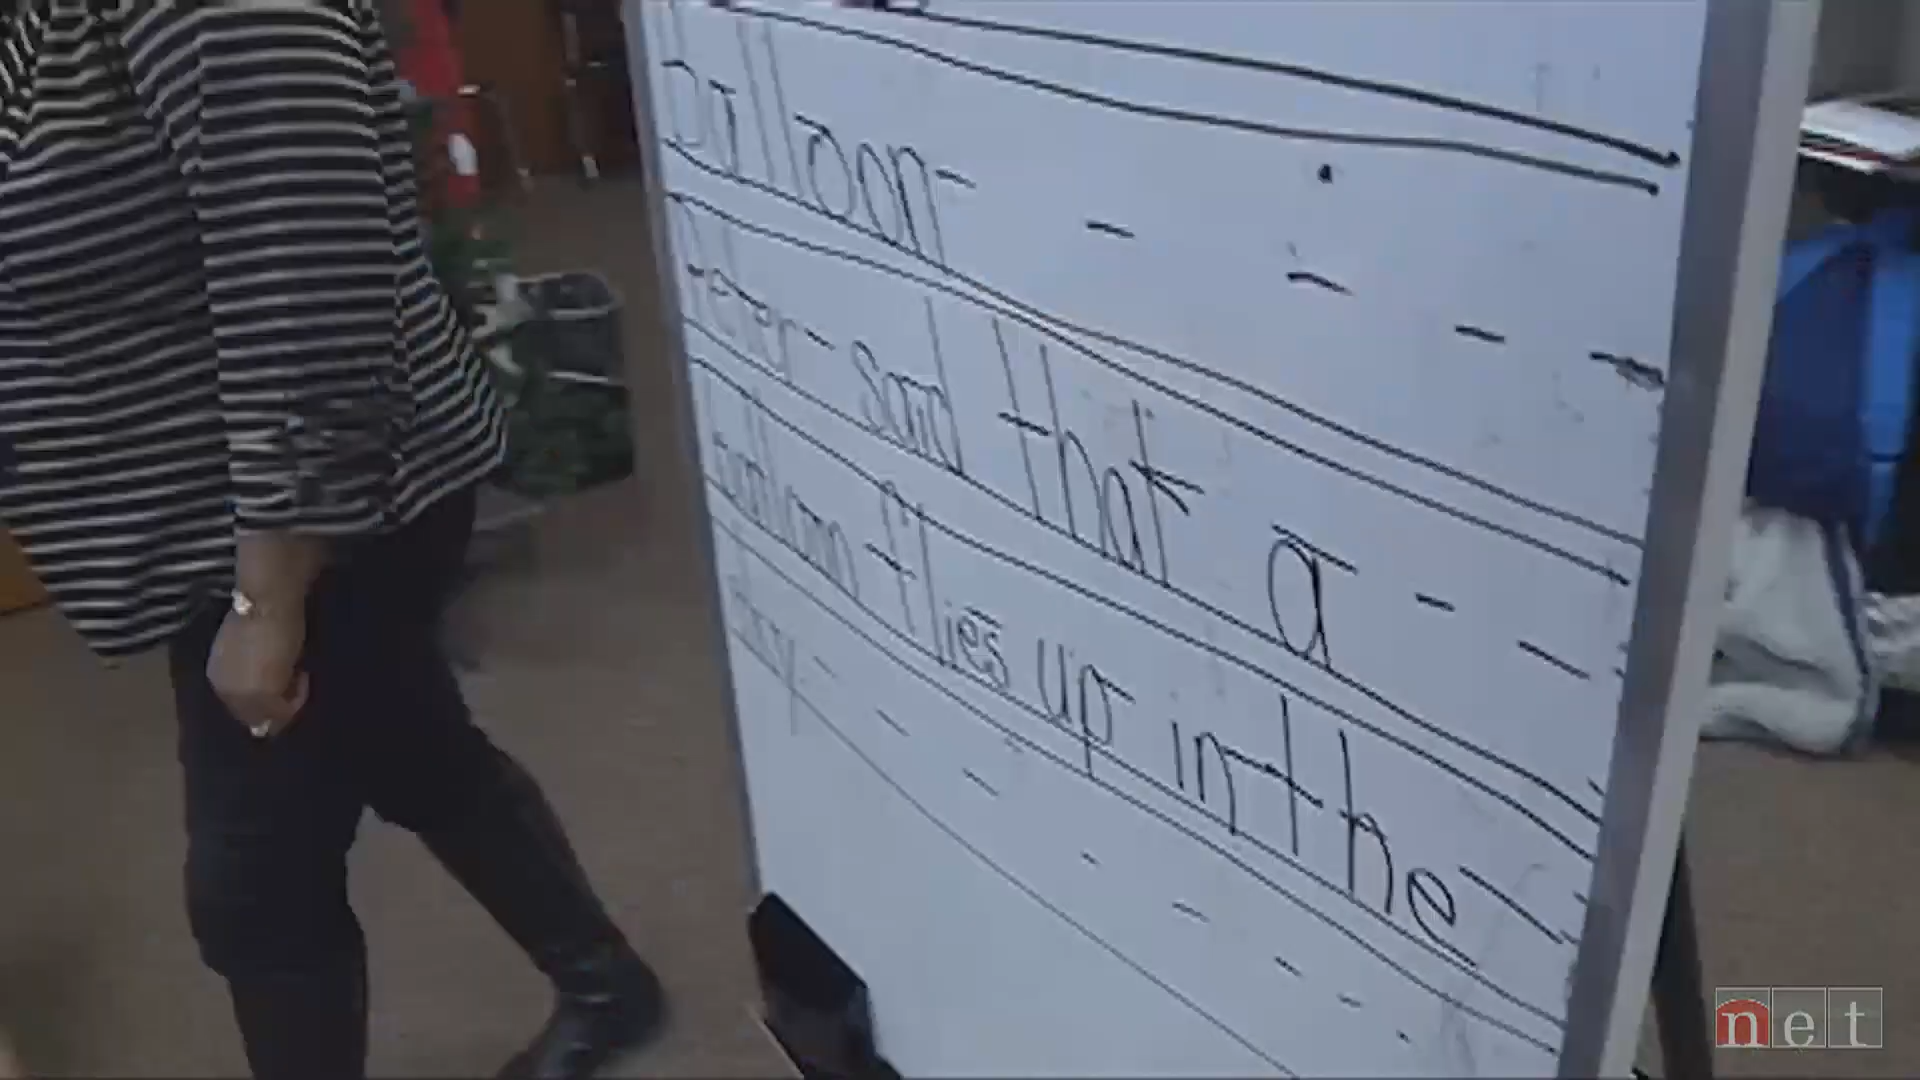 Balloon
Peter said that a
balloon flies up in the
sky.
net